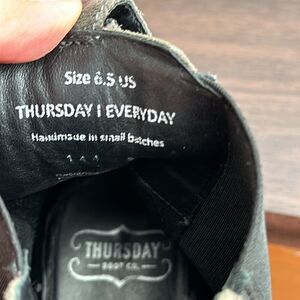 Size 6.5 US
THURSDAY | EVERYDAY
Handmade in small batches
THURSDAY
BOOT CO.